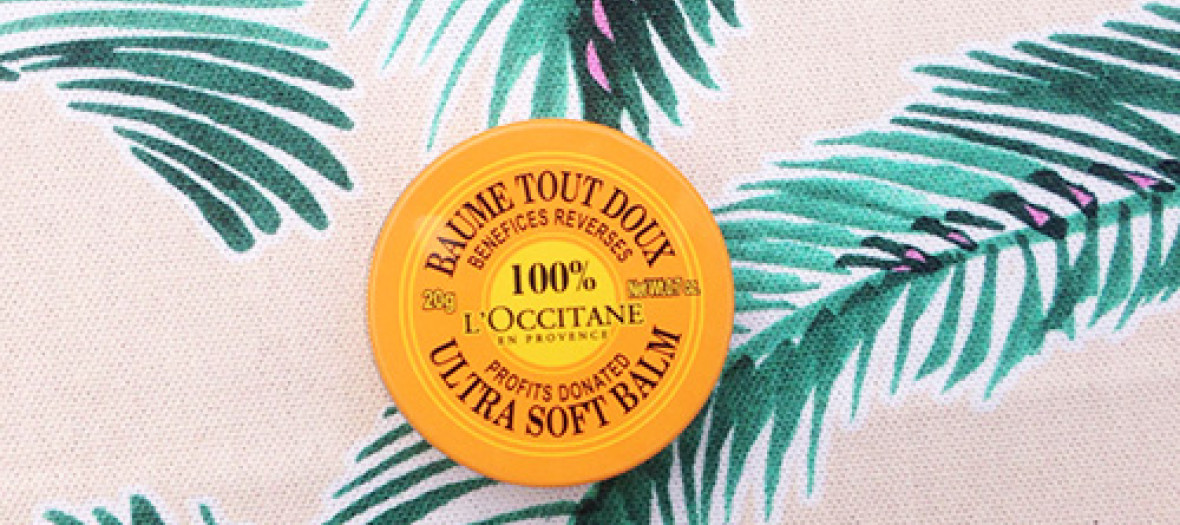 BAUME TOUT DOUX
BENEFICES REVERSES
100%
20g
L'OCCITANE
EN PROVENCE
PROFITS DONATED
ULTRA SOFT BALM